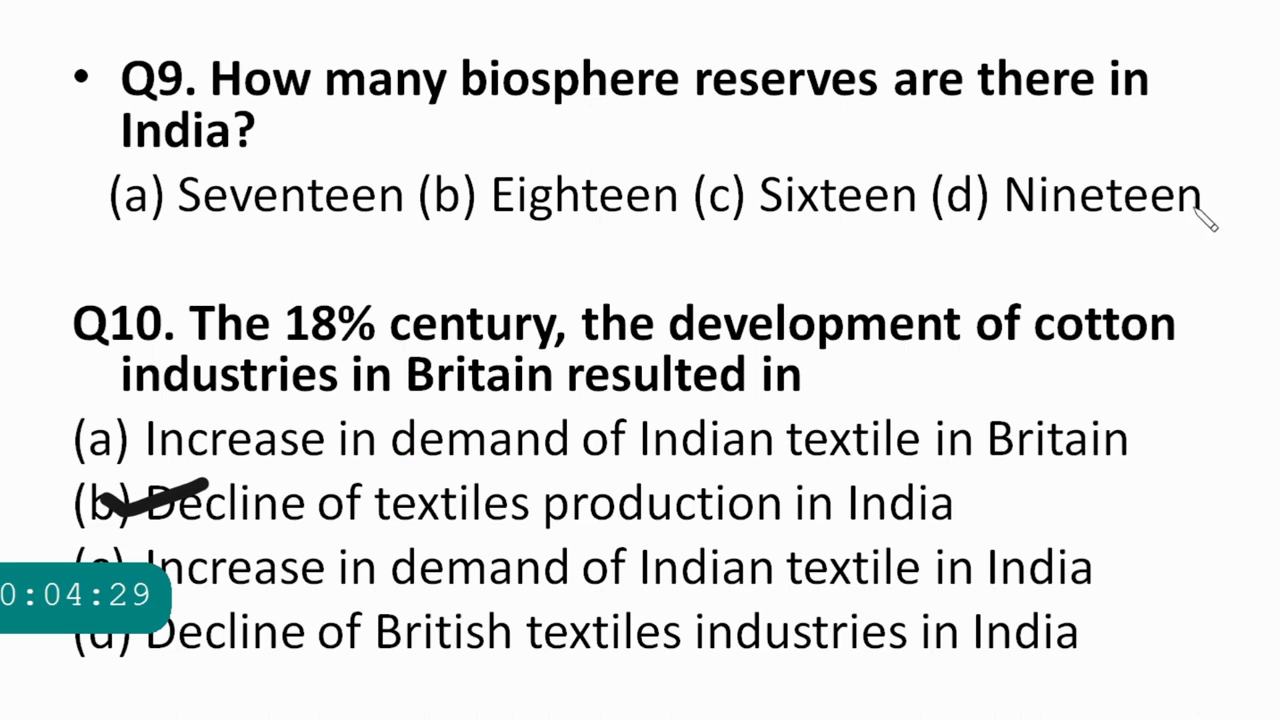 • Q9. How many biosphere reserves are there in
India?
(a) Seventeen (b) Eighteen (c) Sixteen (d) Nineteen
Q10. The 18% century, the development of cotton
industries in Britain resulted in
(a) Increase in demand of Indian textile in Britain
(b) Decline of textiles production in India
(c) Increase in demand of Indian textile in India
0:04:29
(d) Decline of British textiles industries in India